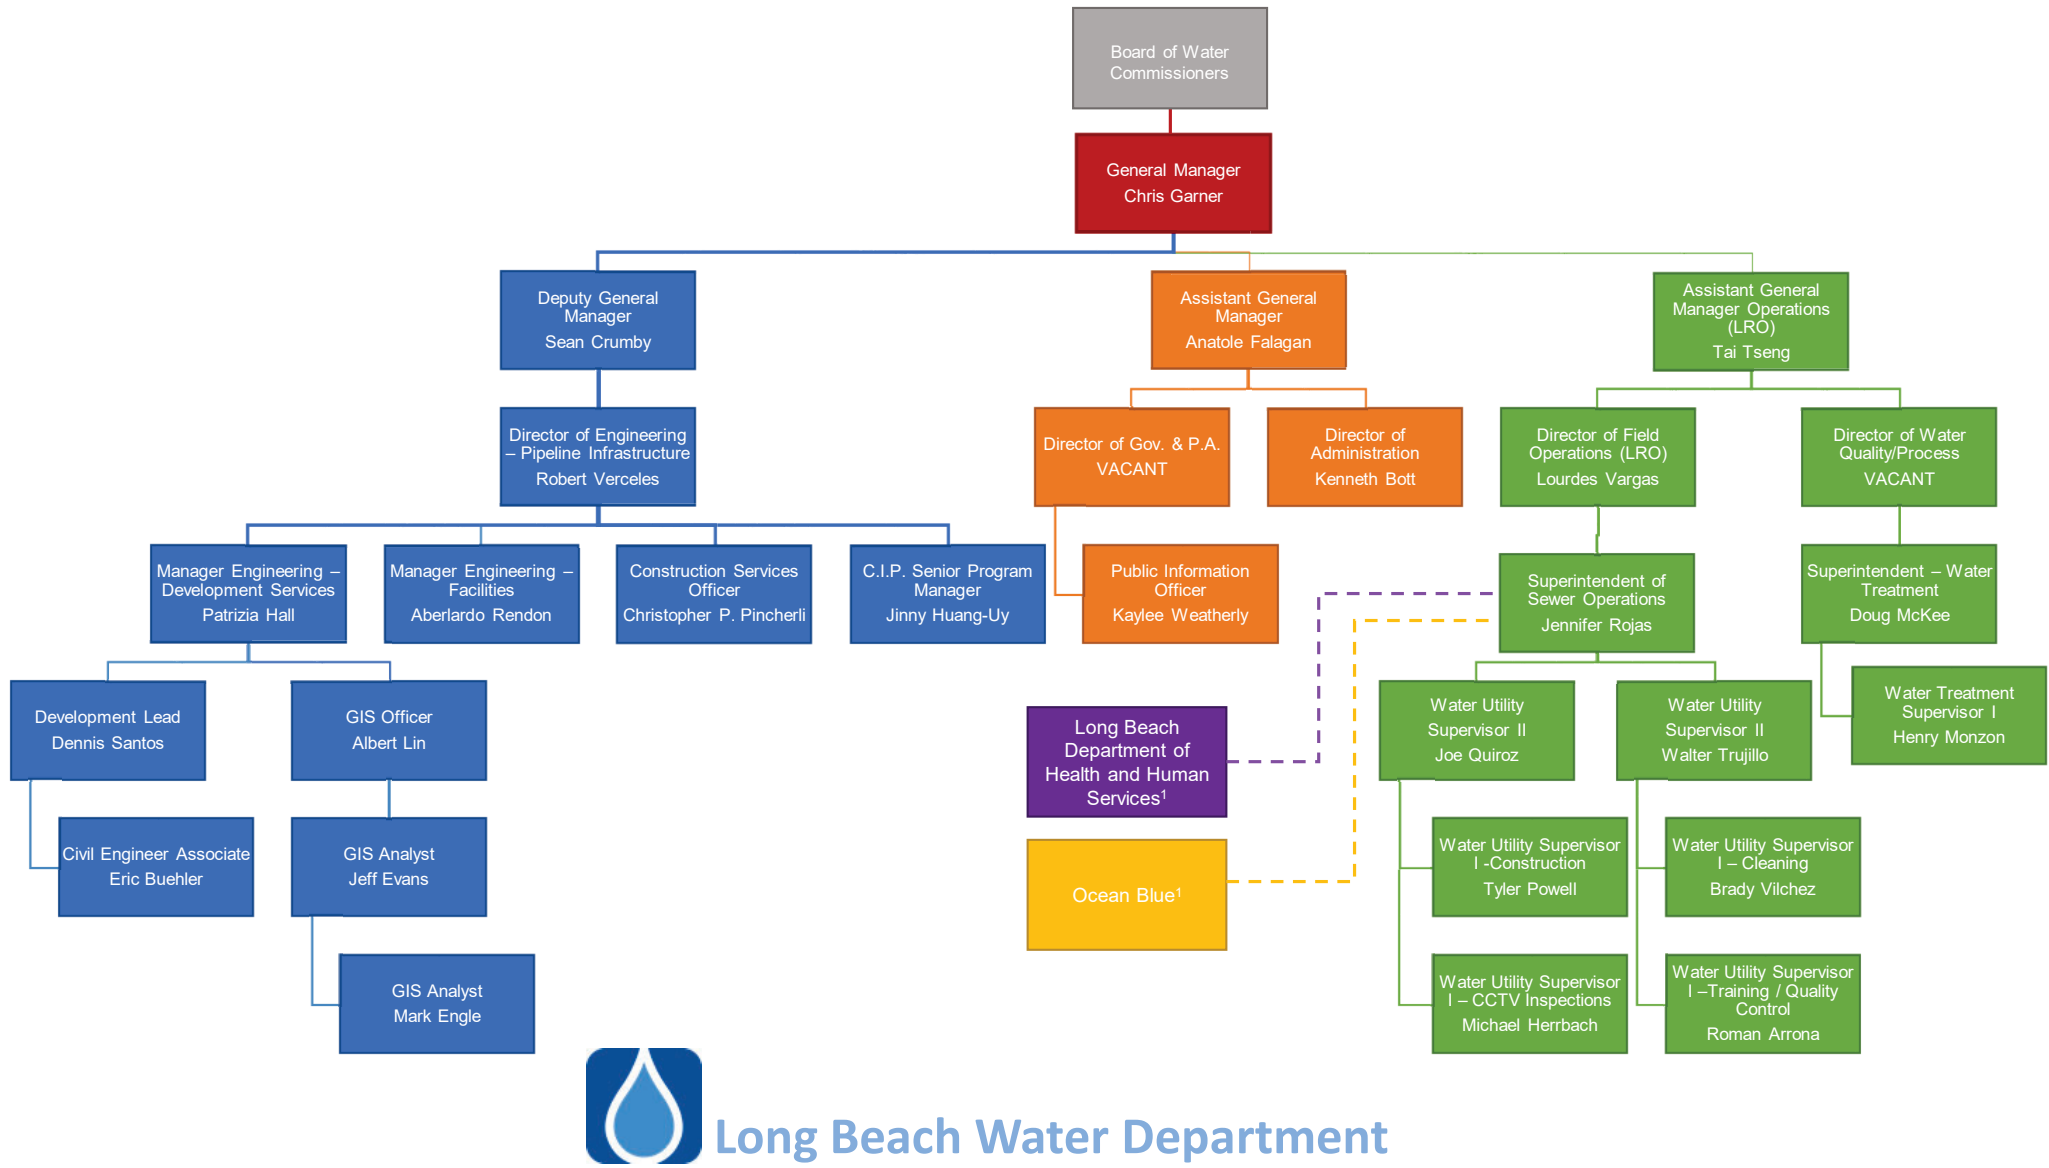 Board of Water
Commissioners
General Manager
Chris Garner
Deputy General
Manager
Sean Crumby
Assistant General
Manager
Anatole Falagan
Assistant General
Manager Operations
(LRO)
Tai Tseng
Director of Engineering
– Pipeline Infrastructure
Robert Verceles
Director of Gov. & P.A.
VACANT
Director of
Administration
Kenneth Bott
Director of Field
Operations (LRO)
Lourdes Vargas
Director of Water
Quality/Process
VACANT
Manager Engineering –
Development Services
Patrizia Hall
Manager Engineering –
Facilities
Aberlardo Rendon
Construction Services
Officer
Christopher P. Pincherli
C.I.P. Senior Program
Manager
Jinny Huang-Uy
Public Information
Officer
Kaylee Weatherly
Superintendent of
Sewer Operations
Jennifer Rojas
Superintendent – Water
Treatment
Doug McKee
Development Lead
Dennis Santos
GIS Officer
Albert Lin
Long Beach
Department of
Health and Human
Services¹
Water Utility
Supervisor II
Joe Quiroz
Water Utility
Supervisor II
Walter Trujillo
Water Treatment
Supervisor I
Henry Monzon
Civil Engineer Associate
Eric Buehler
GIS Analyst
Jeff Evans
Ocean Blue¹
Water Utility Supervisor
I -Construction
Tyler Powell
Water Utility Supervisor
I – Cleaning
Brady Vilchez
GIS Analyst
Mark Engle
Water Utility Supervisor
I – CCTV Inspections
Michael Herrbach
Water Utility Supervisor
I –Training / Quality
Control
Roman Arrona
Long Beach Water Department